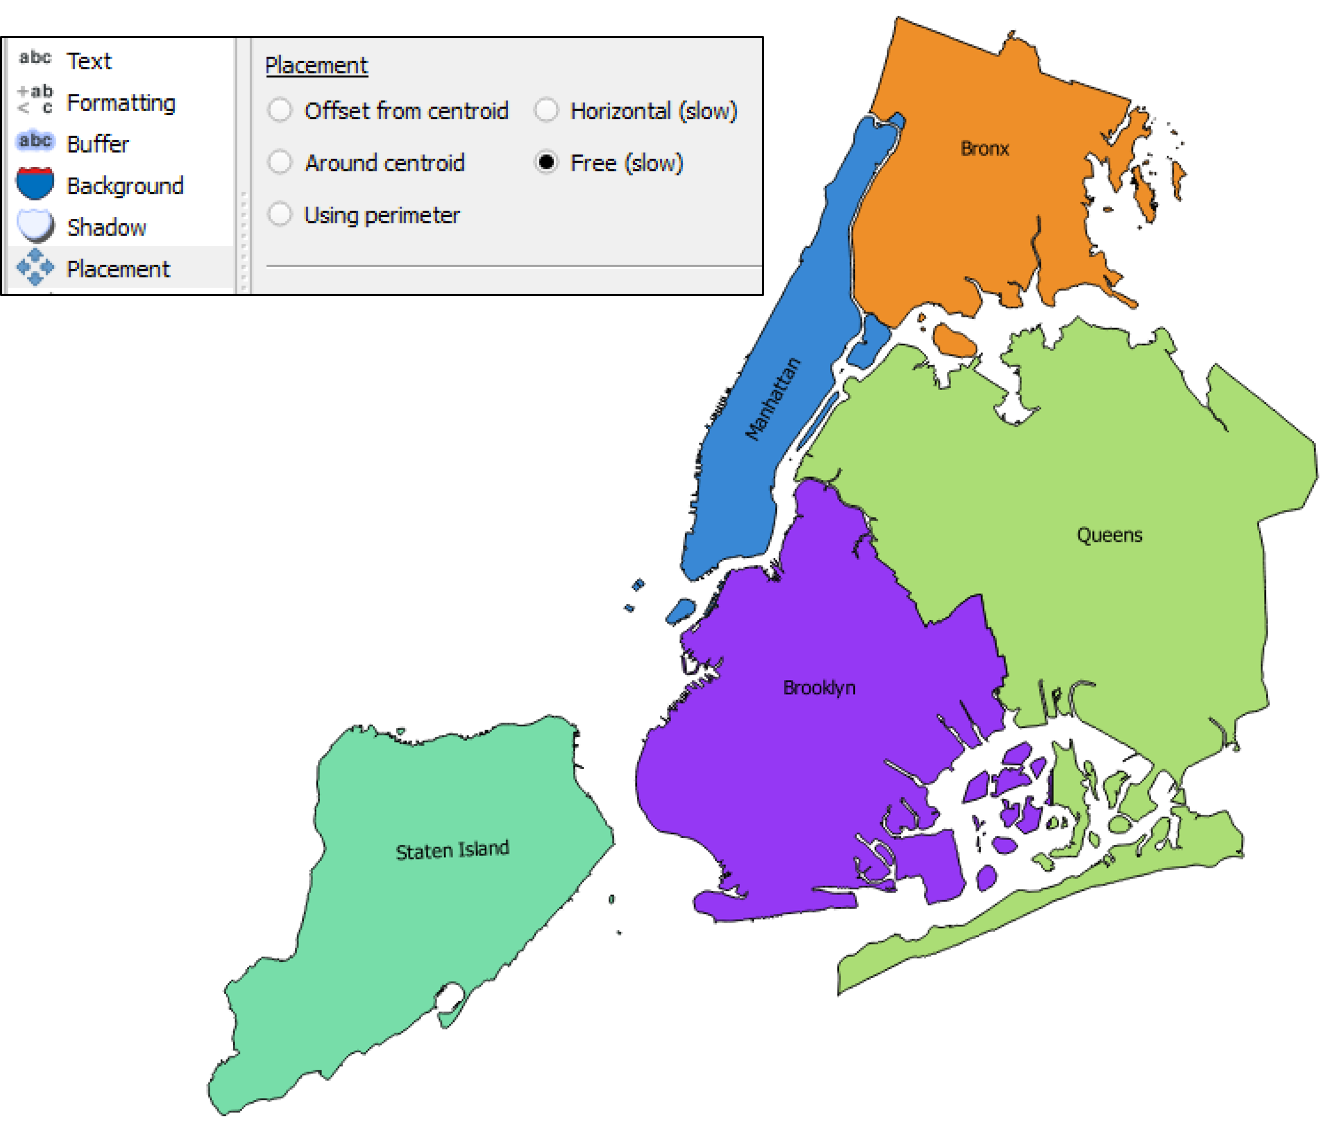 abc Text
+ab
< c Formatting
abc Buffer
Background
Shadow
Placement
Placement
Offset from centroid
Horizontal (slow)
Around centroid
Free (slow)
Using perimeter
Bronx
Manhattan
Queens
Brooklyn
Staten Island